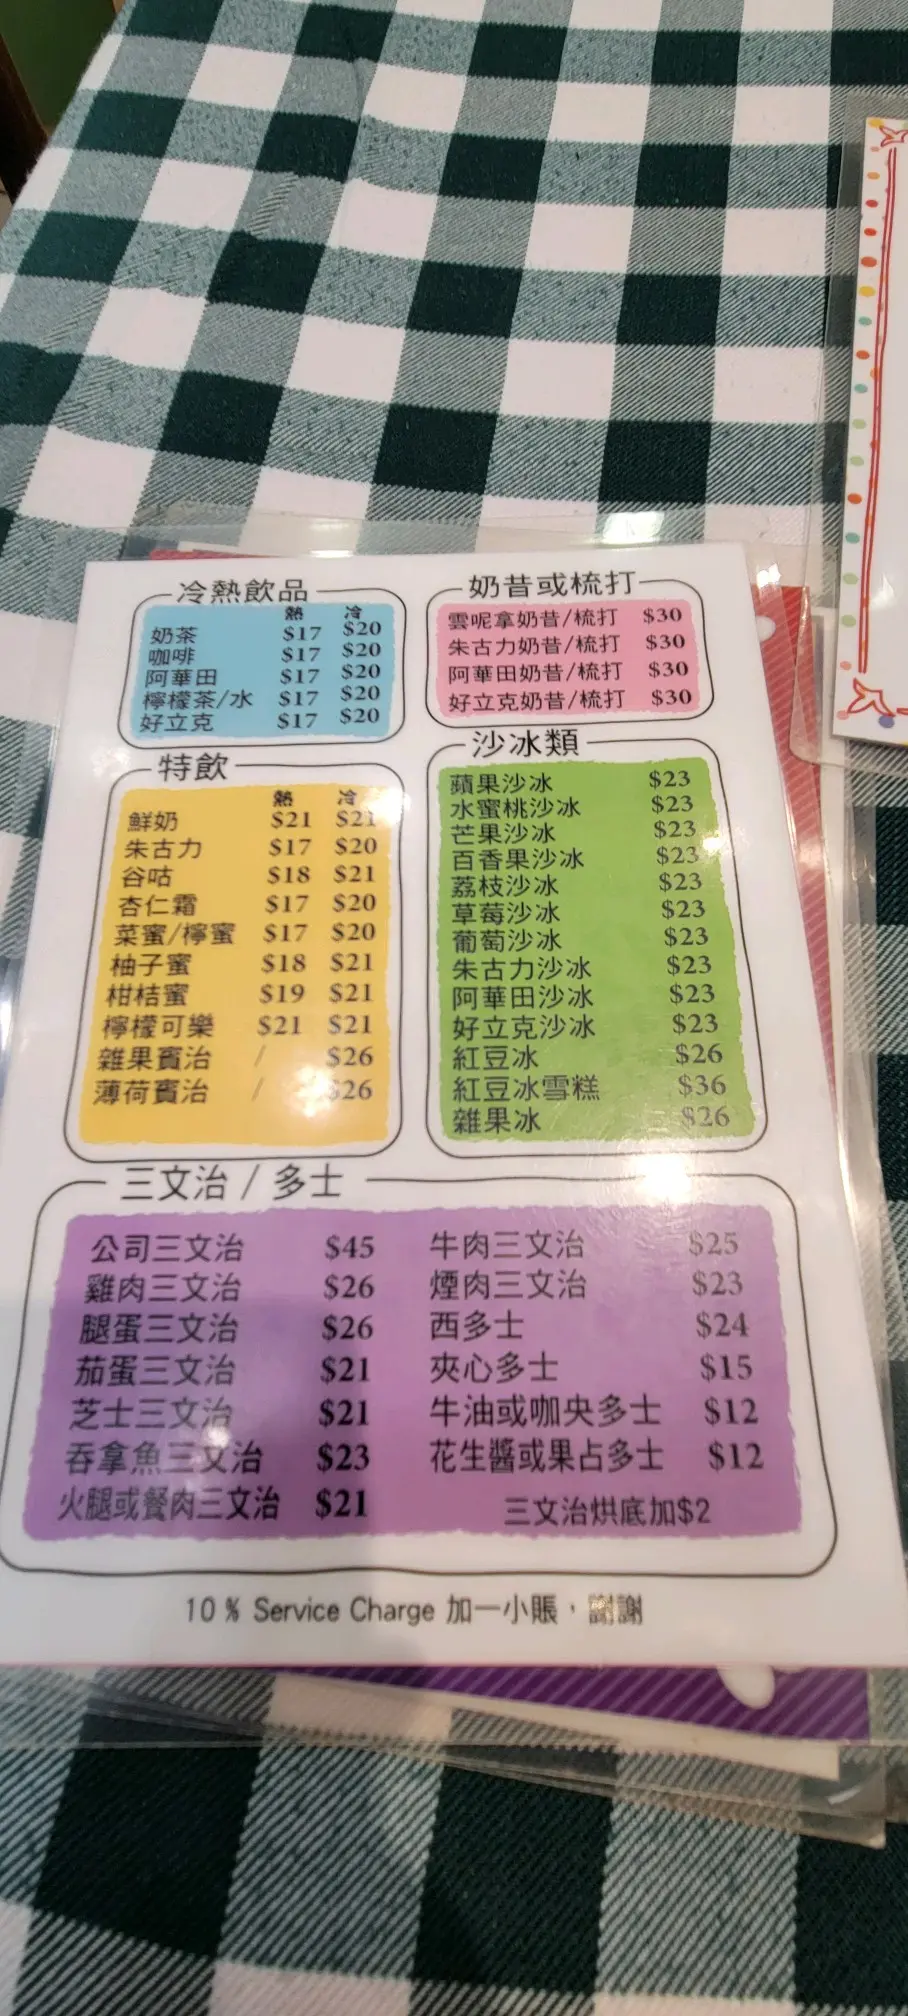 冷熱飲品
熱 冷
奶茶 $17 $20
咖啡 $17 $20
阿華田 $17 $20
檸檬茶/水 $17 $20
好立克 $17 $20
奶昔或梳打
雲呢拿奶昔/梳打 $30
朱古力奶昔/梳打 $30
阿華田奶昔/梳打 $30
好立克奶昔/梳打 $30
特飲
熱 冷
鮮奶 $21 $21
朱古力 $17 $20
谷咕 $18 $21
杏仁霜 $17 $20
菜蜜/檸蜜 $17 $20
柚子蜜 $18 $21
柑桔蜜 $19 $21
檸檬可樂 $21 $21
雜果賓治 / $26
薄荷賓治 / $26
沙冰類
蘋果沙冰 $23
水蜜桃沙冰 $23
芒果沙冰 $23
百香果沙冰 $23
荔枝沙冰 $23
草莓沙冰 $23
葡萄沙冰 $23
朱古力沙冰 $23
阿華田沙冰 $23
好立克沙冰 $23
紅豆冰 $26
紅豆冰雪糕 $36
雜果冰 $26
三文治 / 多士
公司三文治 $45
雞肉三文治 $26
腿蛋三文治 $26
茄蛋三文治 $21
芝士三文治 $21
吞拿魚三文治 $23
火腿或餐肉三文治 $21
牛肉三文治 $25
煙肉三文治 $23
西多士 $24
夾心多士 $15
牛油或咖央多士 $12
花生醬或果占多士 $12
三文治烘底加$2
10 % Service Charge 加一小賬，謝謝